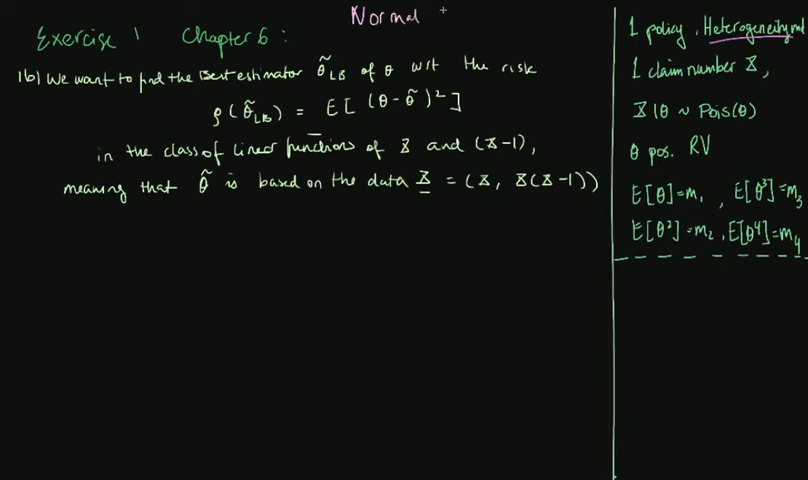 Normal +
Exercise 1 Chapter 6:
1b) We want to find the Best estimator θ̃_LB of θ wrt the risk
ρ(θ̃_LB) = E[(θ-θ̃)²]
in the class of linear functions of X and (X-1),
meaning that θ̃ is based on the data X = (X, X(X-1))
1 policy, Heterogeneity
1 claim number X,
X|θ ~ Pois(θ)
θ pos. RV
E[θ]=m₁, E[θ³]=m₃
E[θ²]=m₂, E[θ⁴]=m₄